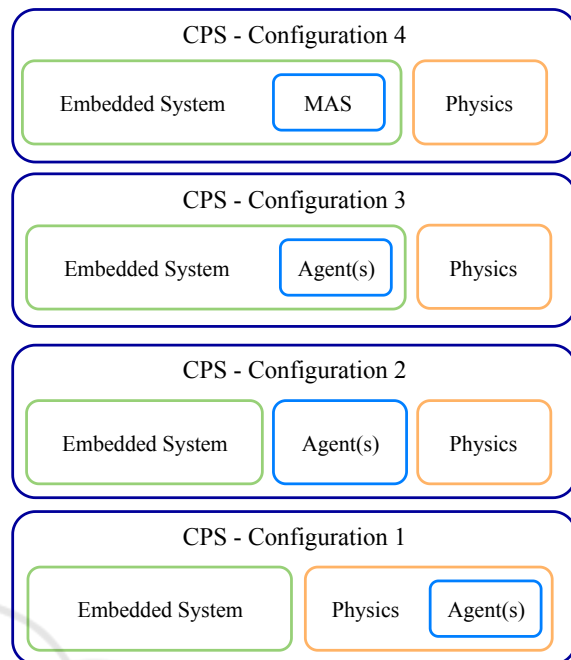 CPS - Configuration 4
Embedded System MAS Physics
CPS - Configuration 3
Embedded System Agent(s) Physics
CPS - Configuration 2
Embedded System Agent(s) Physics
CPS - Configuration 1
Embedded System Physics Agent(s)